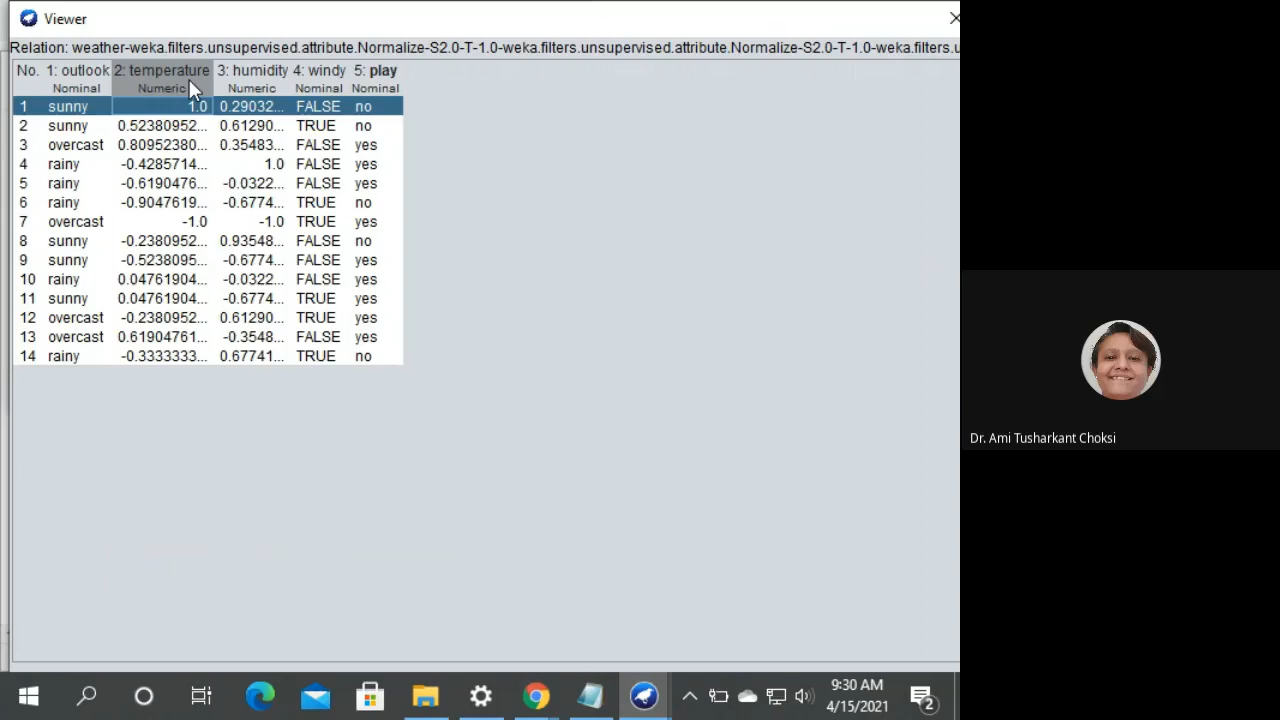 Viewer
Relation: weather-weka.filters.unsupervised.attribute.Normalize-S2.0-T-1.0-weka.filters.unsupervised.attribute.Normalize-S2.0-T-1.0-weka.filters.u
No. 1: outlook 2: temperature 3: humidity 4: windy 5: play
Nominal Numeric Numeric Nominal Nominal
1 sunny 1.0 0.29032... FALSE no
2 sunny 0.52380952... 0.61290... TRUE no
3 overcast 0.80952380... 0.35483... FALSE yes
4 rainy -0.4285714... 1.0 FALSE yes
5 rainy -0.6190476... -0.0322... FALSE yes
6 rainy -0.9047619... -0.6774... TRUE no
7 overcast -1.0 -1.0 TRUE yes
8 sunny -0.2380952... 0.93548... FALSE no
9 sunny -0.5238095... -0.6774... FALSE yes
10 rainy 0.04761904... -0.0322... FALSE yes
11 sunny 0.04761904... -0.6774... TRUE yes
12 overcast -0.2380952... 0.61290... TRUE yes
13 overcast 0.61904761... -0.3548... FALSE yes
14 rainy -0.3333333... 0.67741... TRUE no
Dr. Ami Tusharkant Choksi
9:30 AM
4/15/2021
2